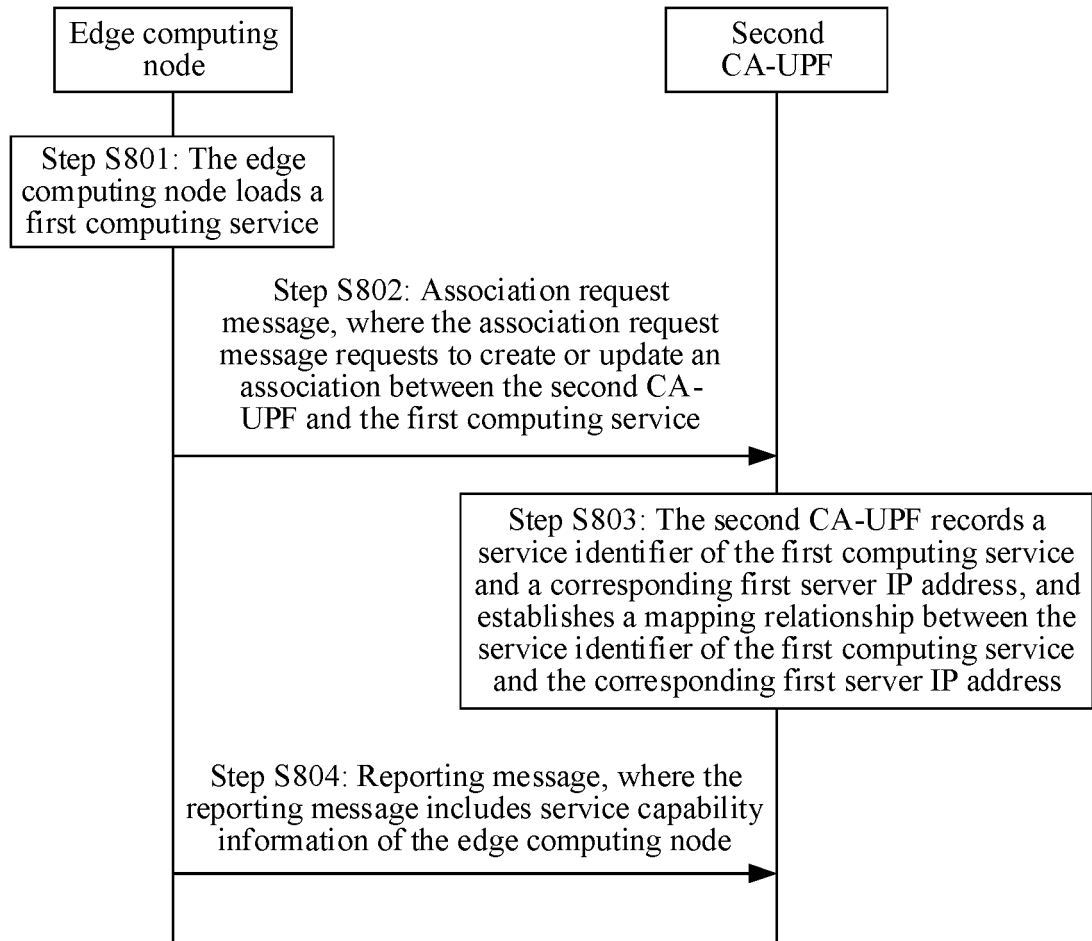 Edge computing
node
Second
CA-UPF
Step S801: The edge
computing node loads a
first computing service
Step S802: Association request
message, where the association request
message requests to create or update an
association between the second CA-
UPF and the first computing service
Step S803: The second CA-UPF records a
service identifier of the first computing service
and a corresponding first server IP address, and
establishes a mapping relationship between the
service identifier of the first computing service
and the corresponding first server IP address
Step S804: Reporting message, where the
reporting message includes service capability
information of the edge computing node